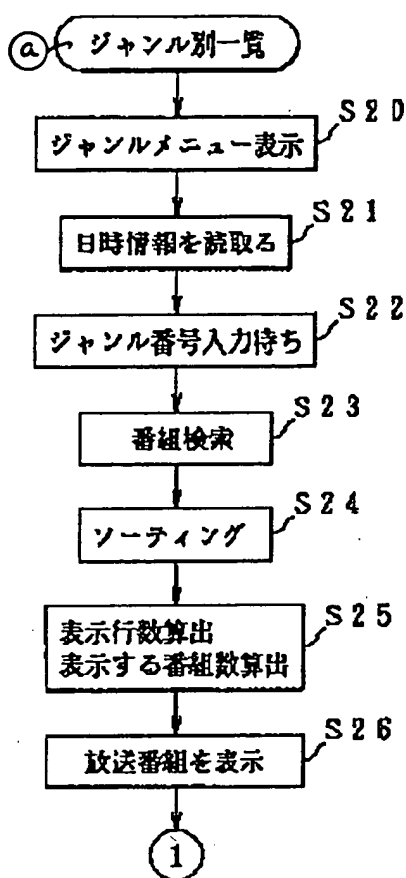 a ジャンル別一覧
S20
ジャンルメニュー表示
S21
日時情報を読取る
S22
ジャンル番号入力待ち
S23
番組検索
S24
ソーティング
S25
表示行数算出
表示する番組数算出
S26
放送番組を表示
1